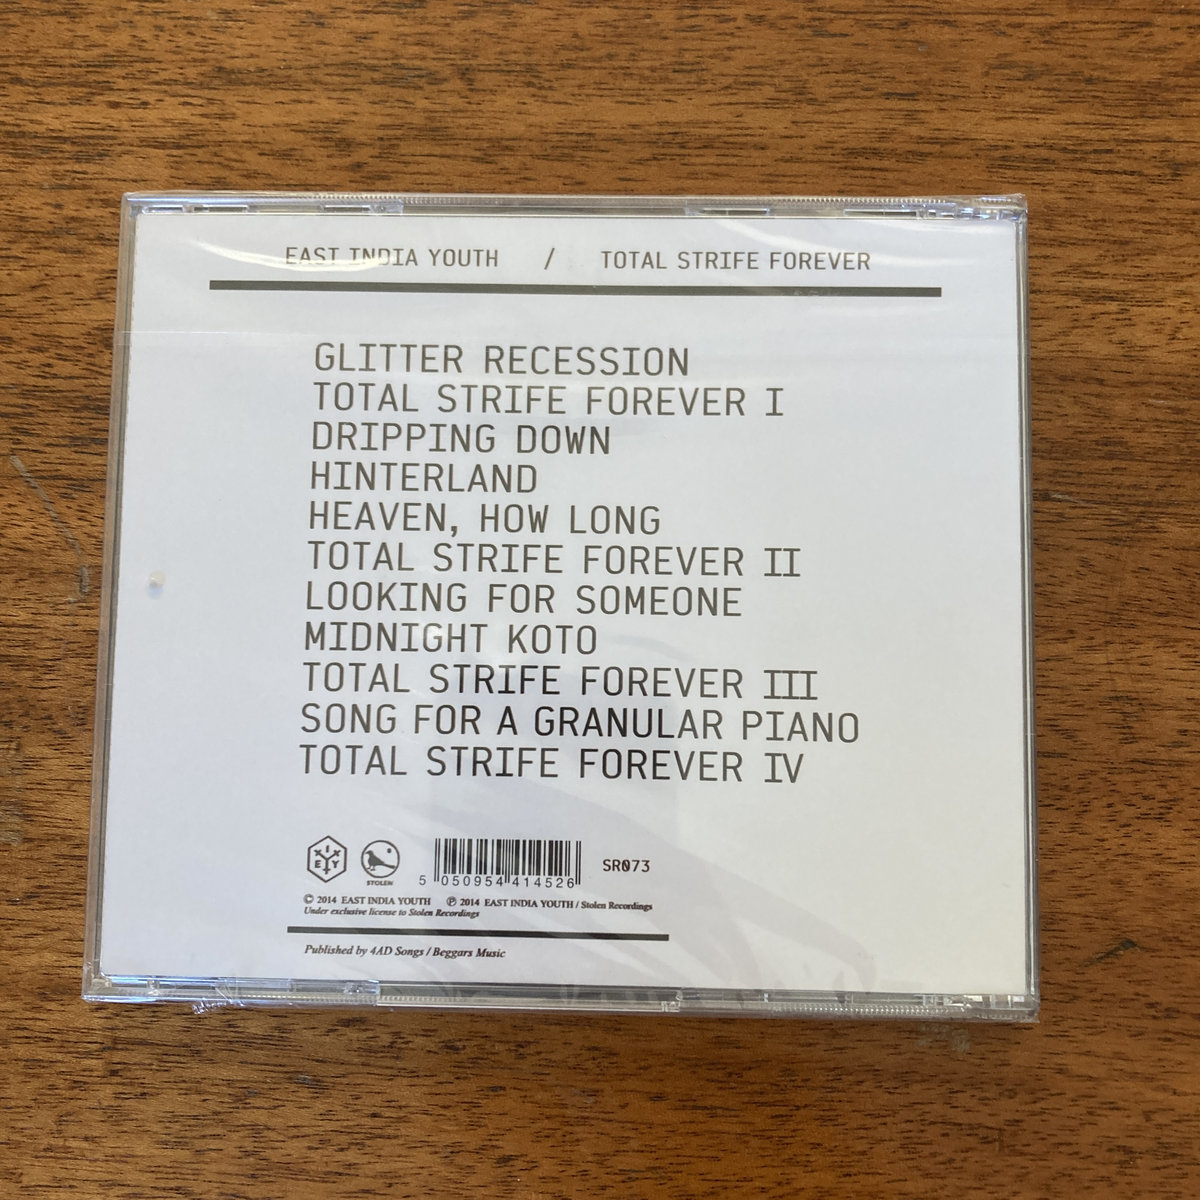 EAST INDIA YOUTH / TOTAL STRIFE FOREVER
GLITTER RECESSION
TOTAL STRIFE FOREVER I
DRIPPING DOWN
HINTERLAND
HEAVEN, HOW LONG
TOTAL STRIFE FOREVER II
LOOKING FOR SOMEONE
MIDNIGHT KOTO
TOTAL STRIFE FOREVER III
SONG FOR A GRANULAR PIANO
TOTAL STRIFE FOREVER IV
E I X Y
STOLEN
5 050954 414526
SR073
© 2014 EAST INDIA YOUTH ℗ 2014 EAST INDIA YOUTH / Stolen Recordings
Under exclusive license to Stolen Recordings
Published by 4AD Songs / Beggars Music